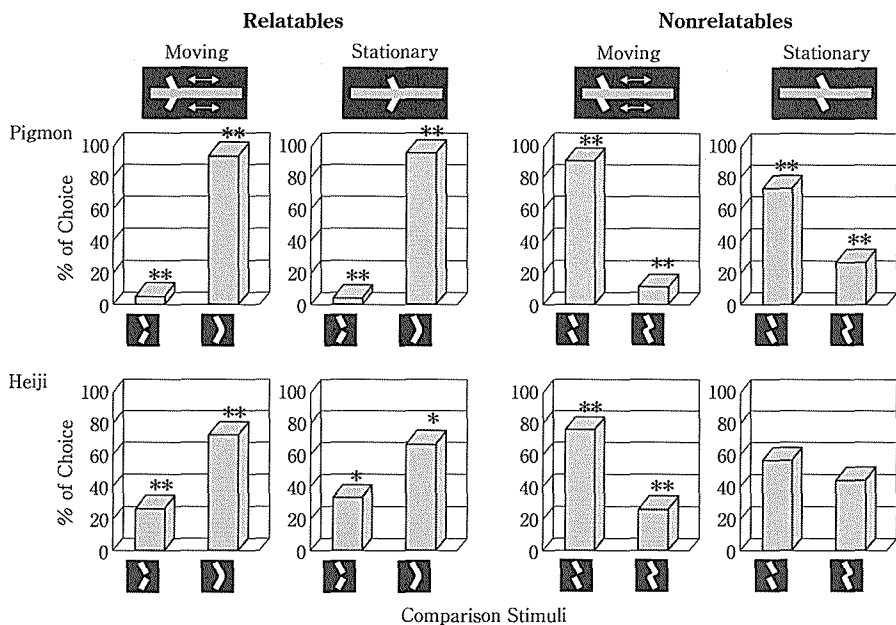 Relatables Nonrelatables
Moving Stationary Moving Stationary
Pigmon
% of Choice
100 80 60 40 20 0
** **
100 80 60 40 20 0
** **
100 80 60 40 20 0
** **
100 80 60 40 20 0
** **
Heiji
% of Choice
100 80 60 40 20 0
** **
100 80 60 40 20 0
* *
100 80 60 40 20 0
** **
100 80 60 40 20 0
Comparison Stimuli